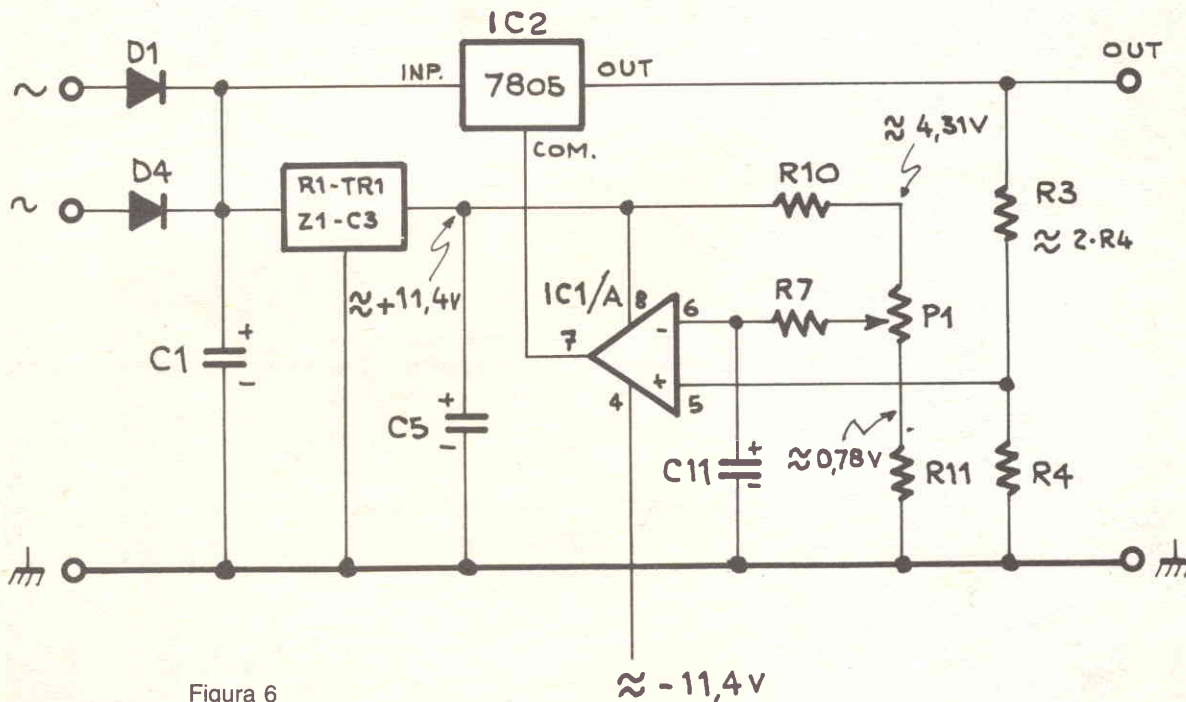 IC2
D1
INP.
7805
OUT
OUT
~
COM.
≈ 4,31V
D4
R1-TR1
Z1-C3
R10
R3
≈ 2·R4
~
≈+11,4V
IC1/A
8
6
R7
P1
-
7
+
C1
+
-
4
5
C5
+
-
C11
+
-
≈0,78V
R11
R4
≈ -11,4V
Figura 6